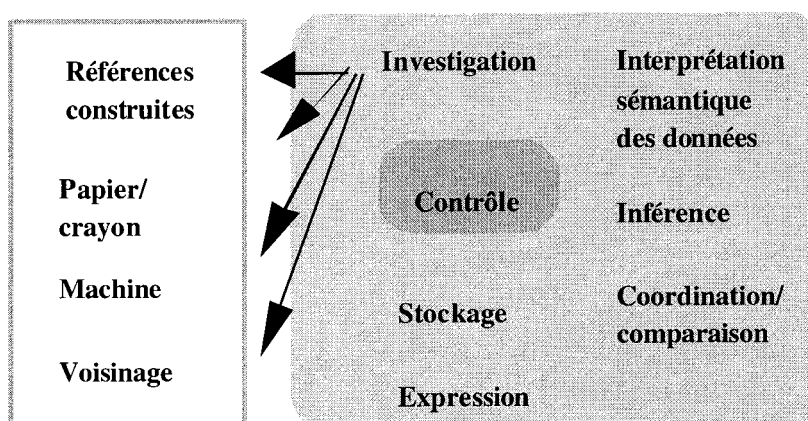 Références
construites
Papier/
crayon
Machine
Voisinage
Investigation
Contrôle
Stockage
Expression
Interprétation
sémantique
des données
Inférence
Coordination/
comparaison